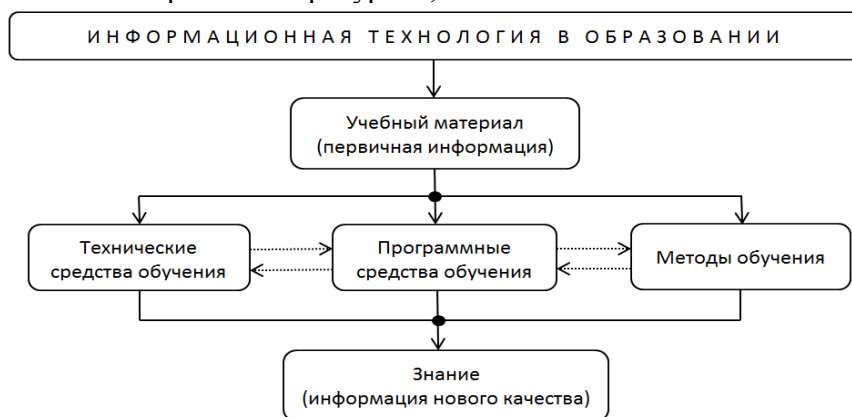 ИНФОРМАЦИОННАЯ ТЕХНОЛОГИЯ В ОБРАЗОВАНИИ
Учебный материал
(первичная информация)
Технические
средства обучения
Программные
средства обучения
Методы обучения
Знание
(информация нового качества)